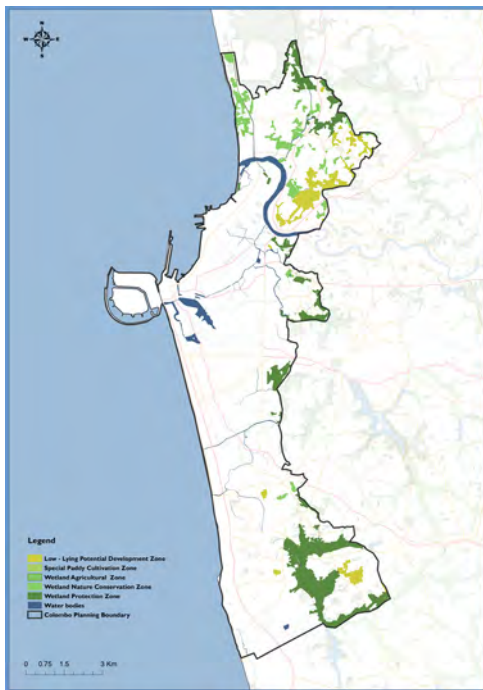 N
W E
S
Legend
Low - Lying Potential Development Zone
Special Paddy Cultivation Zone
Wetland Agricultural Zone
Wetland Nature Conservation Zone
Wetland Protection Zone
Water bodies
Colombo Planning Boundary
0 0.75 1.5 3 Km